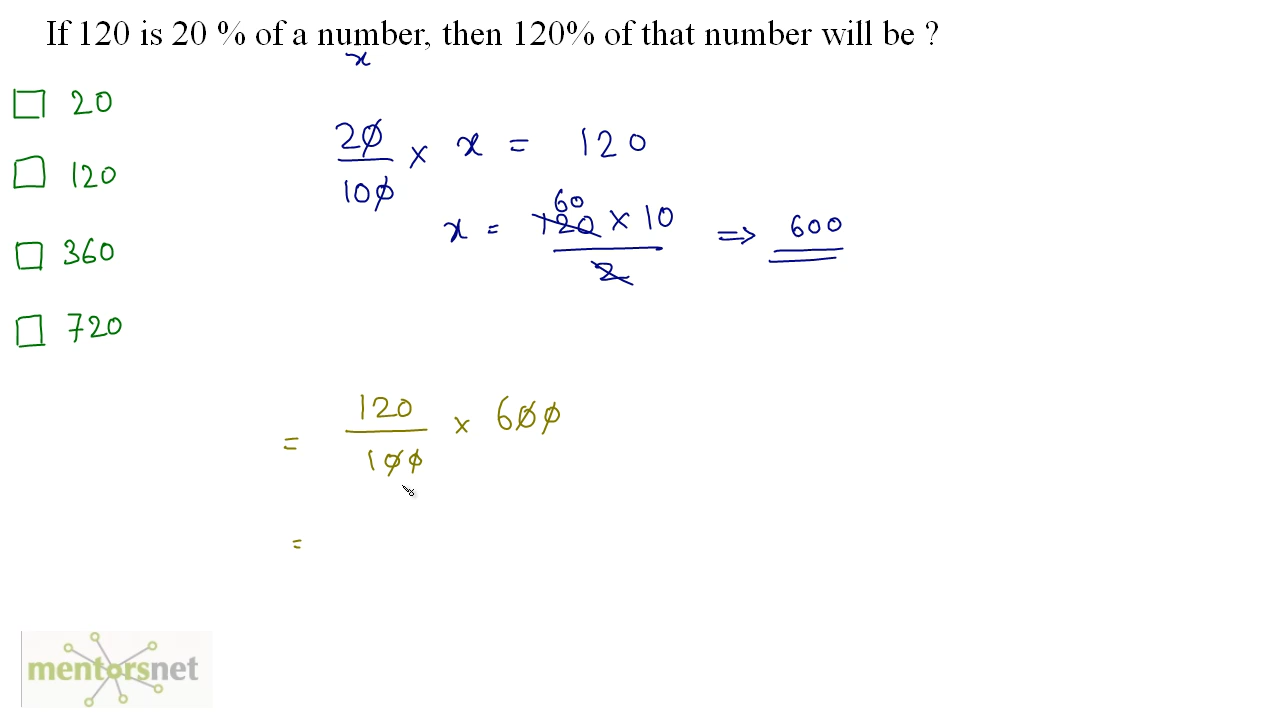 If 120 is 20 % of a number, then 120% of that number will be ?
x
20
120
360
720
20/100 × x = 120
60
x = 120 × 10 / 2 => 600
= 120/100 × 600
=
mentorsnet